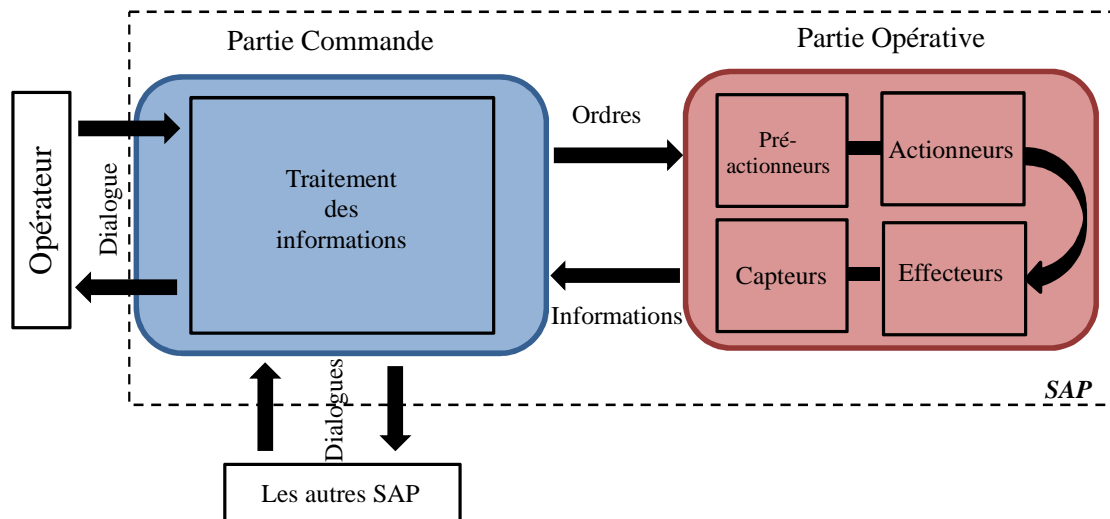 Partie Commande
Partie Opérative
Opérateur
Dialogue
Traitement
des
informations
Ordres
Informations
Pré-
actionneurs
Actionneurs
Capteurs
Effecteurs
SAP
Dialogues
Les autres SAP